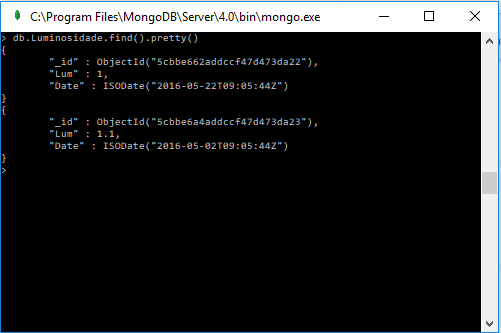 C:\Program Files\MongoDB\Server\4.0\bin\mongo.exe
> db.Luminosidade.find().pretty()
{
"_id" : ObjectId("5cbbe662addccf47d473da22"),
"Lum" : 1,
"Date" : ISODate("2016-05-22T09:05:44Z")
}
{
"_id" : ObjectId("5cbbe6a4addccf47d473da23"),
"Lum" : 1.1,
"Date" : ISODate("2016-05-02T09:05:44Z")
}
>